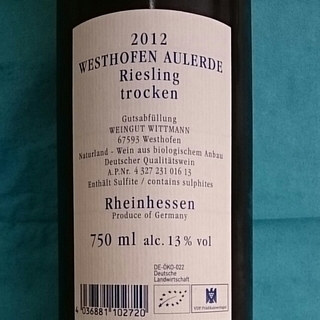 2012
WESTHOFEN AULERDE
Riesling
trocken
Gutsabfüllung
WEINGUT WITTMANN
67593 Westhofen
Naturland - Wein aus biologischem Anbau
Deutscher Qualitätswein
A.P.Nr. 4 327 231 016 13
Enthält Sulfite / contains sulphites
Rheinhessen
Produce of Germany
750 ml alc. 13 % vol
DE-ÖKO-022
Deutsche
Landwirtschaft
4 036881 102720